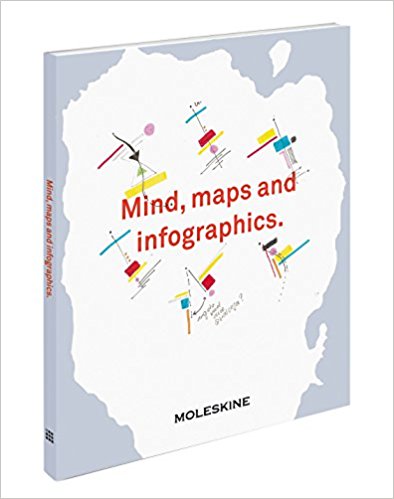 Mind, maps and infographics.
Mind, maps and
infographics.
MOLESKINE